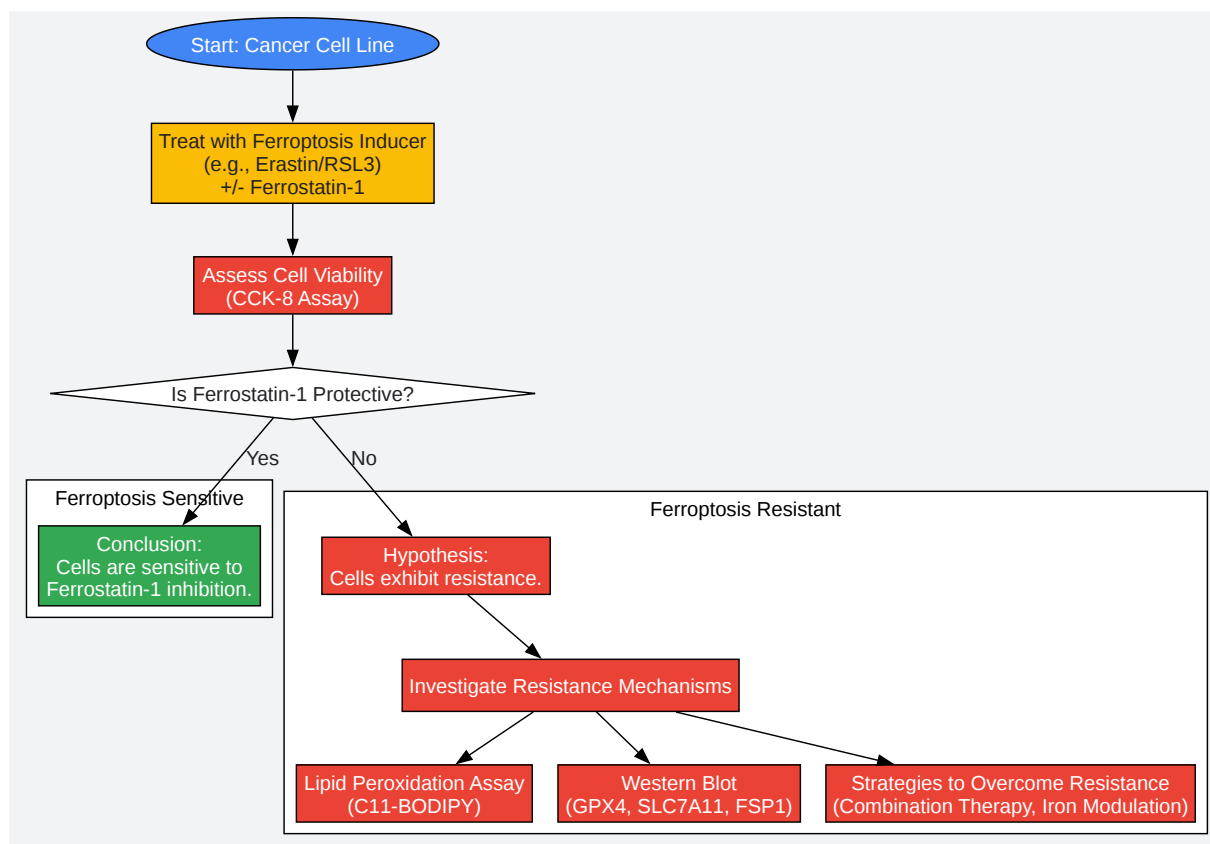 Start: Cancer Cell Line
Treat with Ferroptosis Inducer
(e.g., Erastin/RSL3)
+/- Ferrostatin-1
Assess Cell Viability
(CCK-8 Assay)
Is Ferrostatin-1 Protective?
Yes
No
Ferroptosis Sensitive
Conclusion:
Cells are sensitive to
Ferrostatin-1 inhibition.
Ferroptosis Resistant
Hypothesis:
Cells exhibit resistance.
Investigate Resistance Mechanisms
Lipid Peroxidation Assay
(C11-BODIPY)
Western Blot
(GPX4, SLC7A11, FSP1)
Strategies to Overcome Resistance
(Combination Therapy, Iron Modulation)